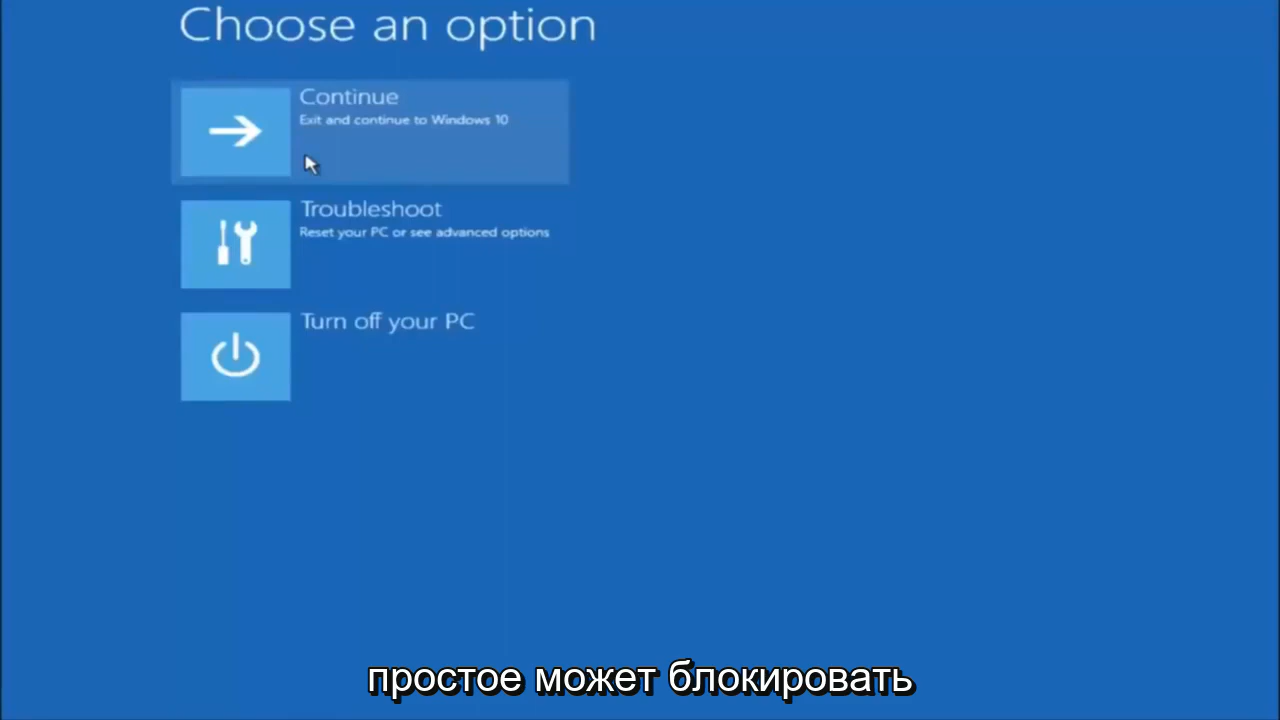 Choose an option
Continue
Exit and continue to Windows 10
Troubleshoot
Reset your PC or see advanced options
Turn off your PC
простое может блокировать